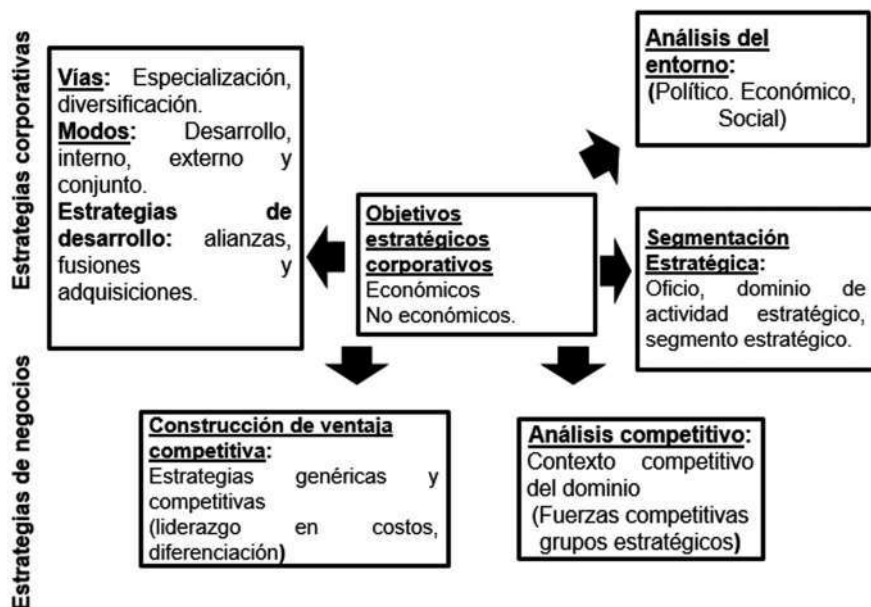 Estrategias corporativas
Vías: Especialización,
diversificación.
Modos: Desarrollo,
interno, externo y
conjunto.
Estrategias de
desarrollo: alianzas,
fusiones y
adquisiciones.
Objetivos
estratégicos
corporativos
Económicos
No económicos.
Análisis del
entorno:
(Político. Económico,
Social)
Segmentación
Estratégica:
Oficio, dominio de
actividad estratégico,
segmento estratégico.
Estrategias de negocios
Construcción de ventaja
competitiva:
Estrategias genéricas y
competitivas
(liderazgo en costos,
diferenciación)
Análisis competitivo:
Contexto competitivo
del dominio
(Fuerzas competitivas
grupos estratégicos)